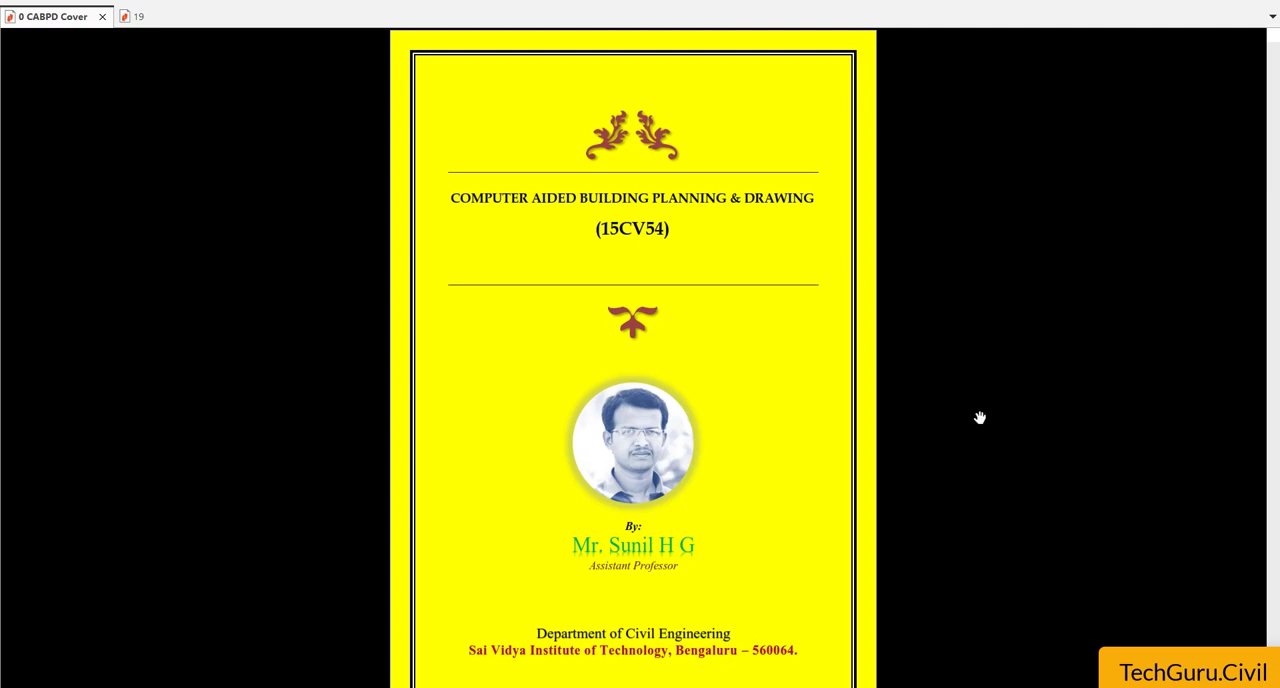 0 CABPD Cover
19
COMPUTER AIDED BUILDING PLANNING & DRAWING
(15CV54)
By:
Mr. Sunil H G
Assistant Professor
Department of Civil Engineering
Sai Vidya Institute of Technology, Bengaluru – 560064.
TechGuru.Civil